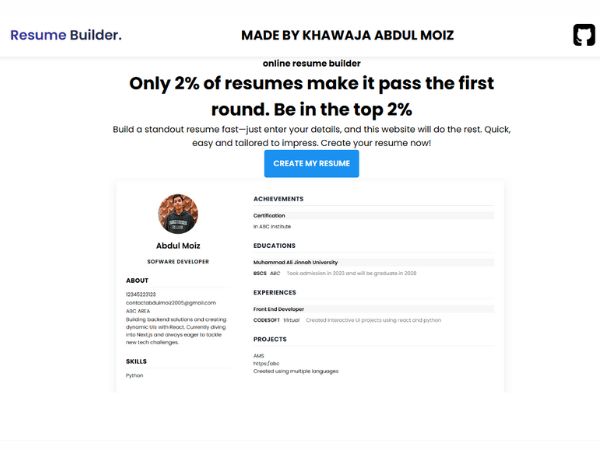 Resume Builder.
MADE BY KHAWAJA ABDUL MOIZ
online resume builder
Only 2% of resumes make it pass the first
round. Be in the top 2%
Build a standout resume fast—just enter your details, and this website will do the rest. Quick,
easy and tailored to impress. Create your resume now!
CREATE MY RESUME
Abdul Moiz
SOFWARE DEVELOPER
ABOUT
12345223123
contactabdulmoiz2005@gmail.com
ABC AREA
Building backend solutions and creating
dynamic UIs with React. Currently diving
into Next.js and always eager to tackle
new tech challenges.
SKILLS
Python
ACHIEVEMENTS
Certification
in ABC institute
EDUCATIONS
Muhammad Ali Jinnah University
BSCS ABC Took admission in 2023 and will be graduate in 2028
EXPERIENCES
Front End Developer
CODESOFT Virtual Created interactive UI projects using react and python
PROJECTS
AMS
https://abc
Created using multiple languages